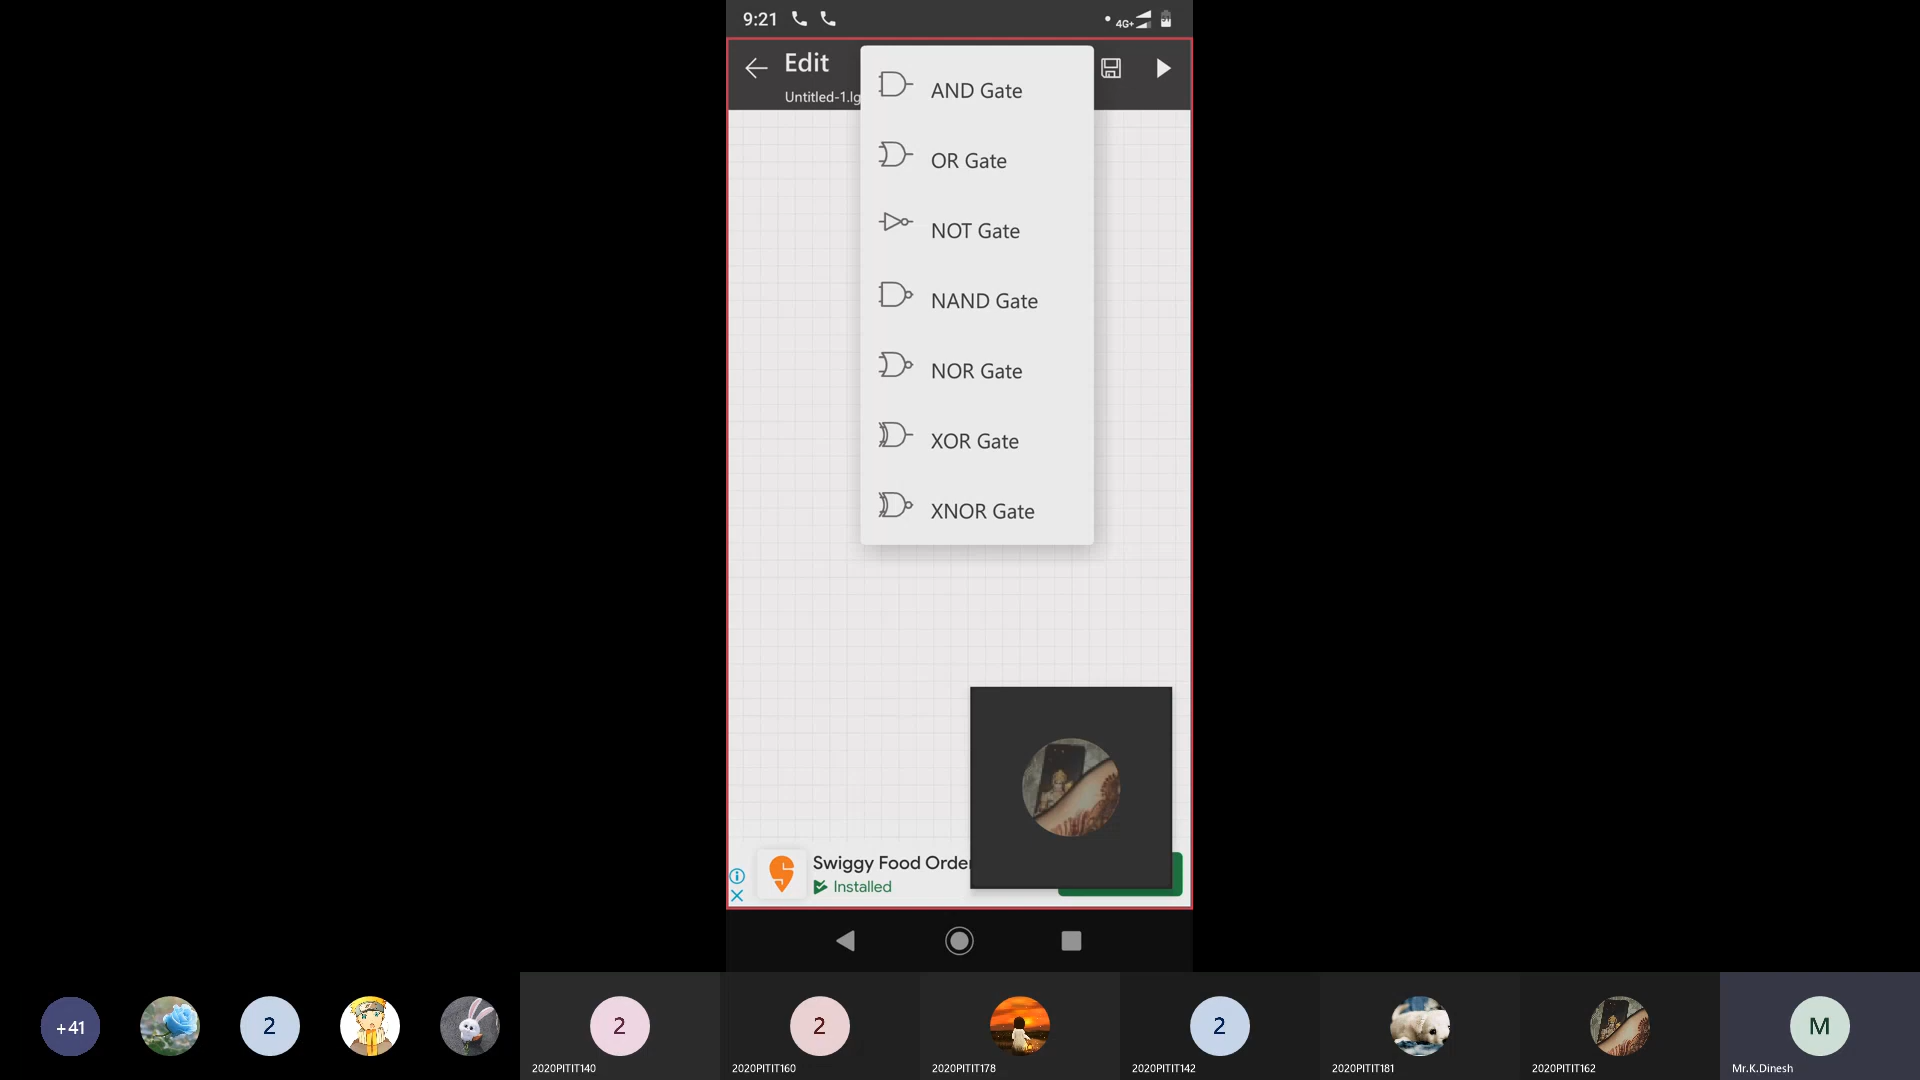 9:21
4G+
Edit
Untitled-1.lg
AND Gate
OR Gate
NOT Gate
NAND Gate
NOR Gate
XOR Gate
XNOR Gate
Swiggy Food Orde
Installed
+41
2
2
2
2
M
2020PITIT140
2020PITIT160
2020PITIT178
2020PITIT142
2020PITIT181
2020PITIT162
Mr.K.Dinesh